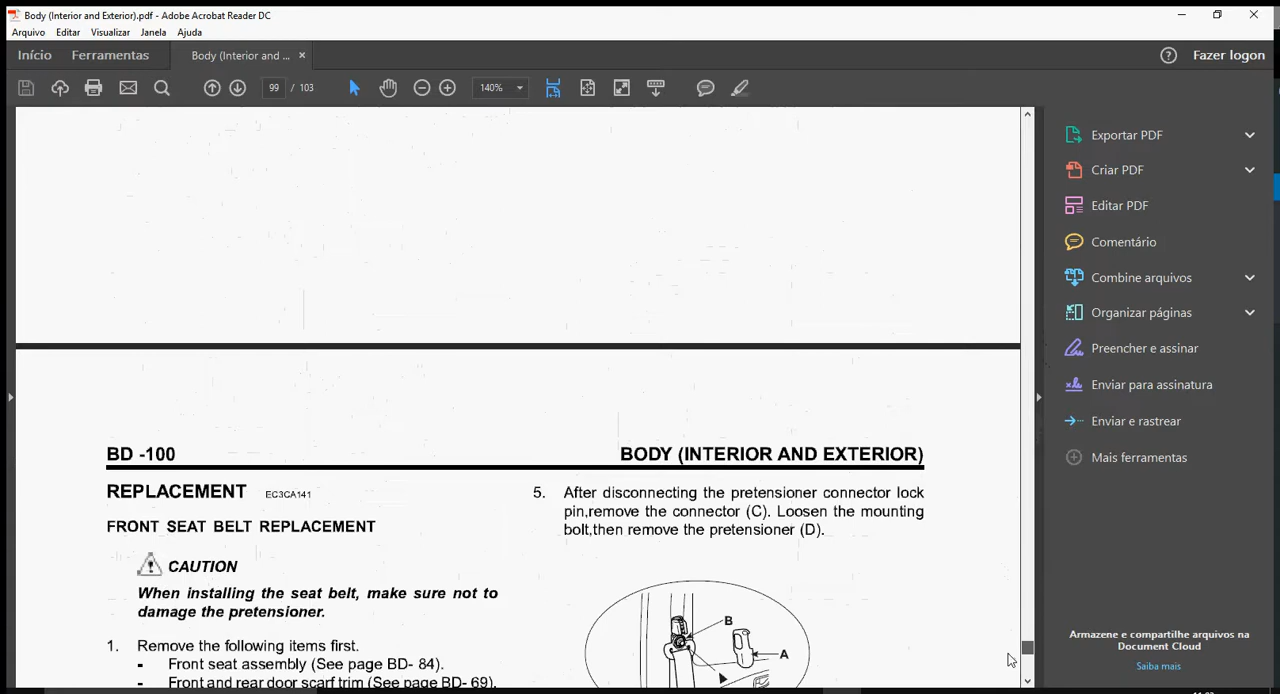 Body (Interior and Exterior).pdf - Adobe Acrobat Reader DC
Arquivo Editar Visualizar Janela Ajuda
Início Ferramentas Body (Interior and ... × Fazer logon
99 / 103 140%
Exportar PDF
Criar PDF
Editar PDF
Comentário
Combine arquivos
Organizar páginas
Preencher e assinar
Enviar para assinatura
Enviar e rastrear
Mais ferramentas
Armazene e compartilhe arquivos na
Document Cloud
Saiba mais
BD -100 BODY (INTERIOR AND EXTERIOR)
REPLACEMENT EC3CA141
FRONT SEAT BELT REPLACEMENT
CAUTION
When installing the seat belt, make sure not to
damage the pretensioner.
1. Remove the following items first.
- Front seat assembly (See page BD- 84).
- Front and rear door scarf trim (See page BD- 69).
5. After disconnecting the pretensioner connector lock
pin,remove the connector (C). Loosen the mounting
bolt,then remove the pretensioner (D).
B
A